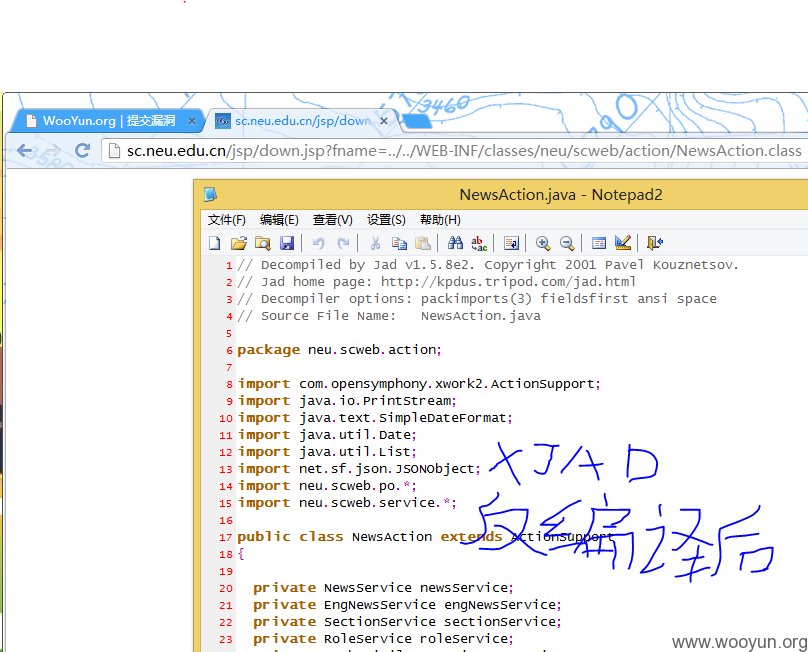 3460
WooYun.org | 提交漏洞 × sc.neu.edu.cn/jsp/down ×
sc.neu.edu.cn/jsp/down.jsp?fname=../../WEB-INF/classes/neu/scweb/action/NewsAction.class
NewsAction.java - Notepad2
文件(F) 编辑(E) 查看(V) 设置(S) 帮助(H)
1 // Decompiled by Jad v1.5.8e2. Copyright 2001 Pavel Kouznetsov.
2 // Jad home page: http://kpdus.tripod.com/jad.html
3 // Decompiler options: packimports(3) fieldsfirst ansi space
4 // Source File Name:   NewsAction.java
5
6 package neu.scweb.action;
7
8 import com.opensymphony.xwork2.ActionSupport;
9 import java.io.PrintStream;
10 import java.text.SimpleDateFormat;
11 import java.util.Date;
12 import java.util.List;
13 import net.sf.json.JSONObject;
14 import neu.scweb.po.*;
15 import neu.scweb.service.*;
16
17 public class NewsAction extends ActionSupport
18 {
19
20   private NewsService newsService;
21   private EngNewsService engNewsService;
22   private SectionService sectionService;
23   private RoleService roleService;
XJAD
反编译后
www.wooyun.org